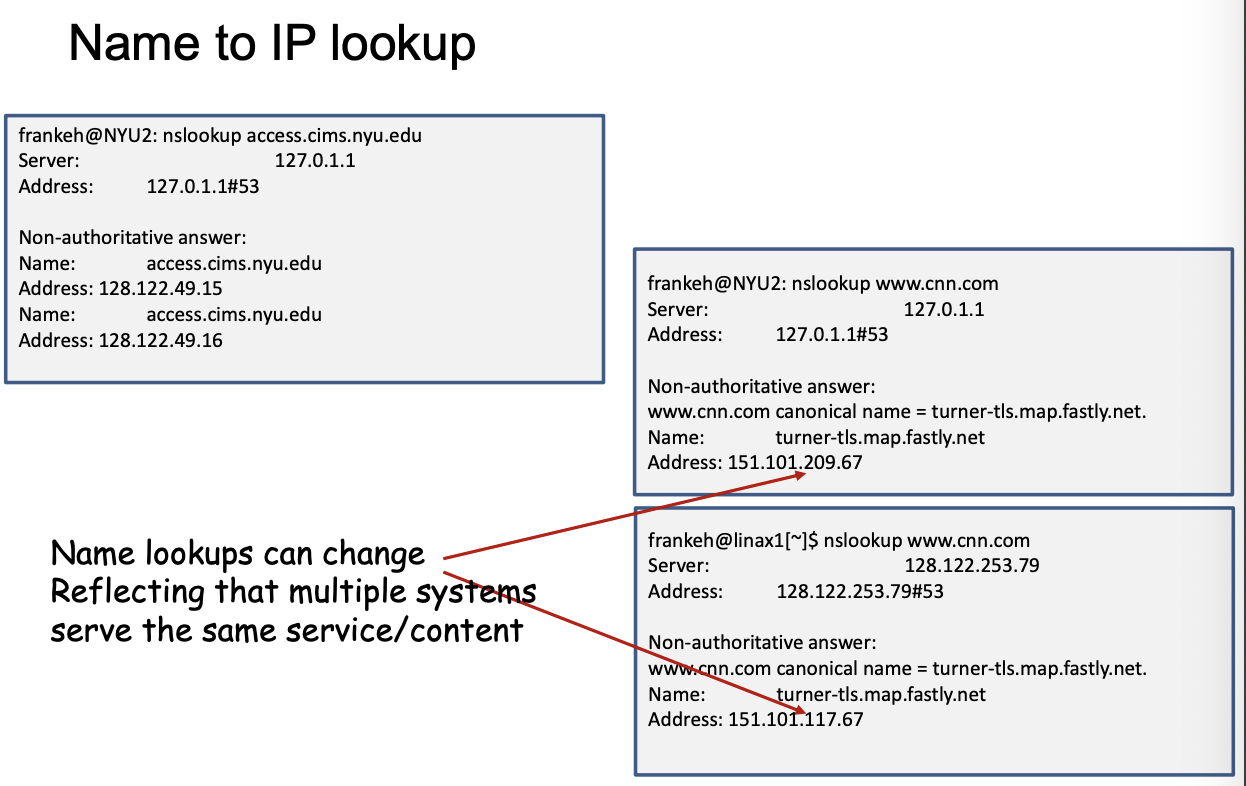 Name to IP lookup
frankeh@NYU2: nslookup access.cims.nyu.edu
Server: 127.0.1.1
Address: 127.0.1.1#53
Non-authoritative answer:
Name: access.cims.nyu.edu
Address: 128.122.49.15
Name: access.cims.nyu.edu
Address: 128.122.49.16
frankeh@NYU2: nslookup www.cnn.com
Server: 127.0.1.1
Address: 127.0.1.1#53
Non-authoritative answer:
www.cnn.com canonical name = turner-tls.map.fastly.net.
Name: turner-tls.map.fastly.net
Address: 151.101.209.67
Name lookups can change
Reflecting that multiple systems
serve the same service/content
frankeh@linax1[~]$ nslookup www.cnn.com
Server: 128.122.253.79
Address: 128.122.253.79#53
Non-authoritative answer:
www.cnn.com canonical name = turner-tls.map.fastly.net.
Name: turner-tls.map.fastly.net
Address: 151.101.117.67